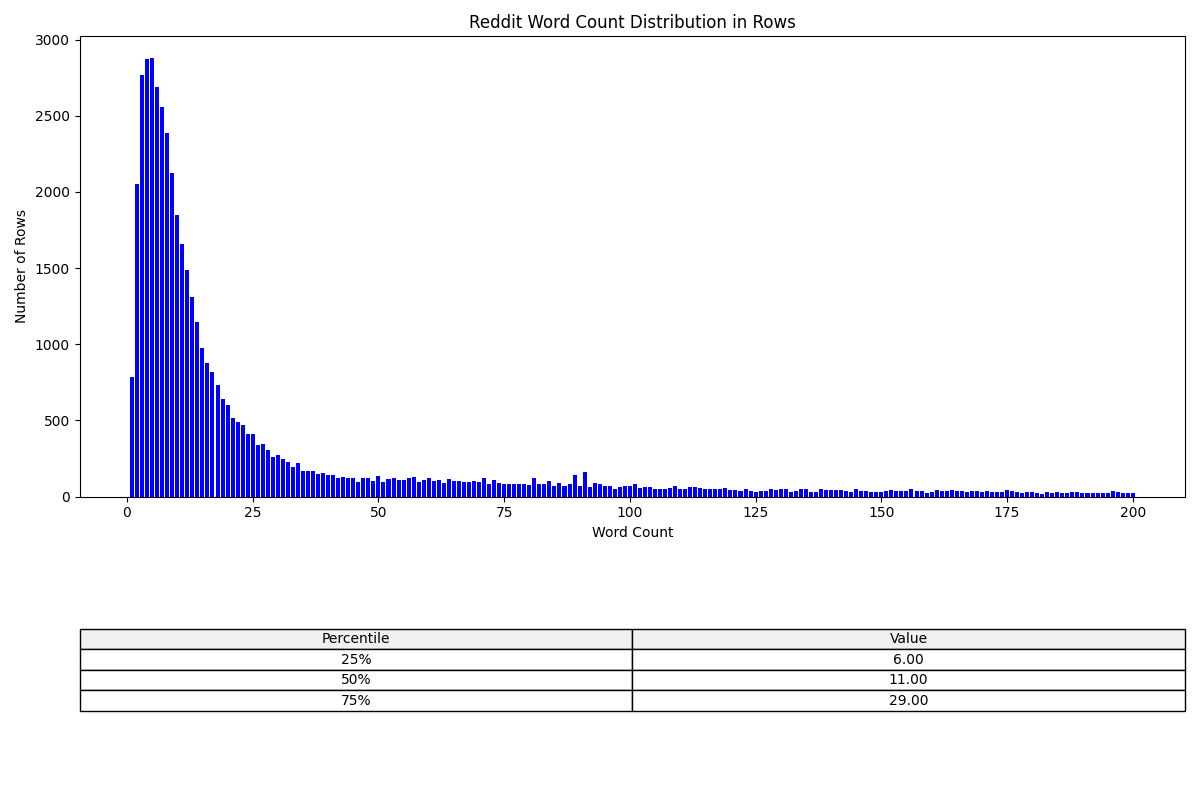 Reddit Word Count Distribution in Rows
3000
2500
2000
1500
1000
500
0
Number of Rows
0 25 50 75 100 125 150 175 200
Word Count
Percentile Value
25% 6.00
50% 11.00
75% 29.00